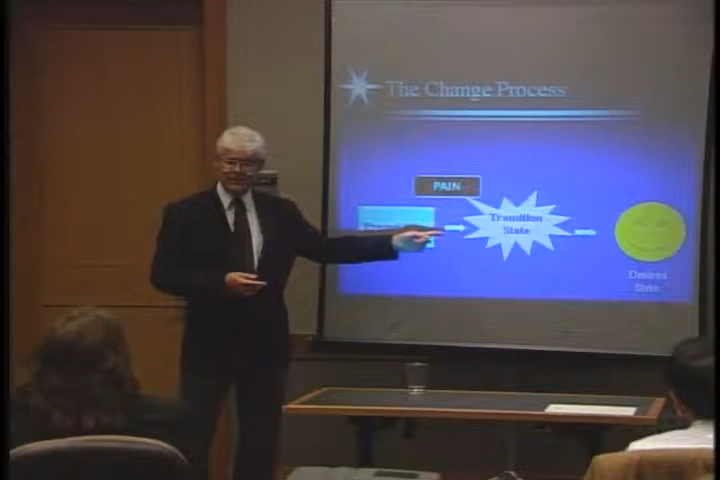 The Change Process
PAIN
Transition
State
Desired
State